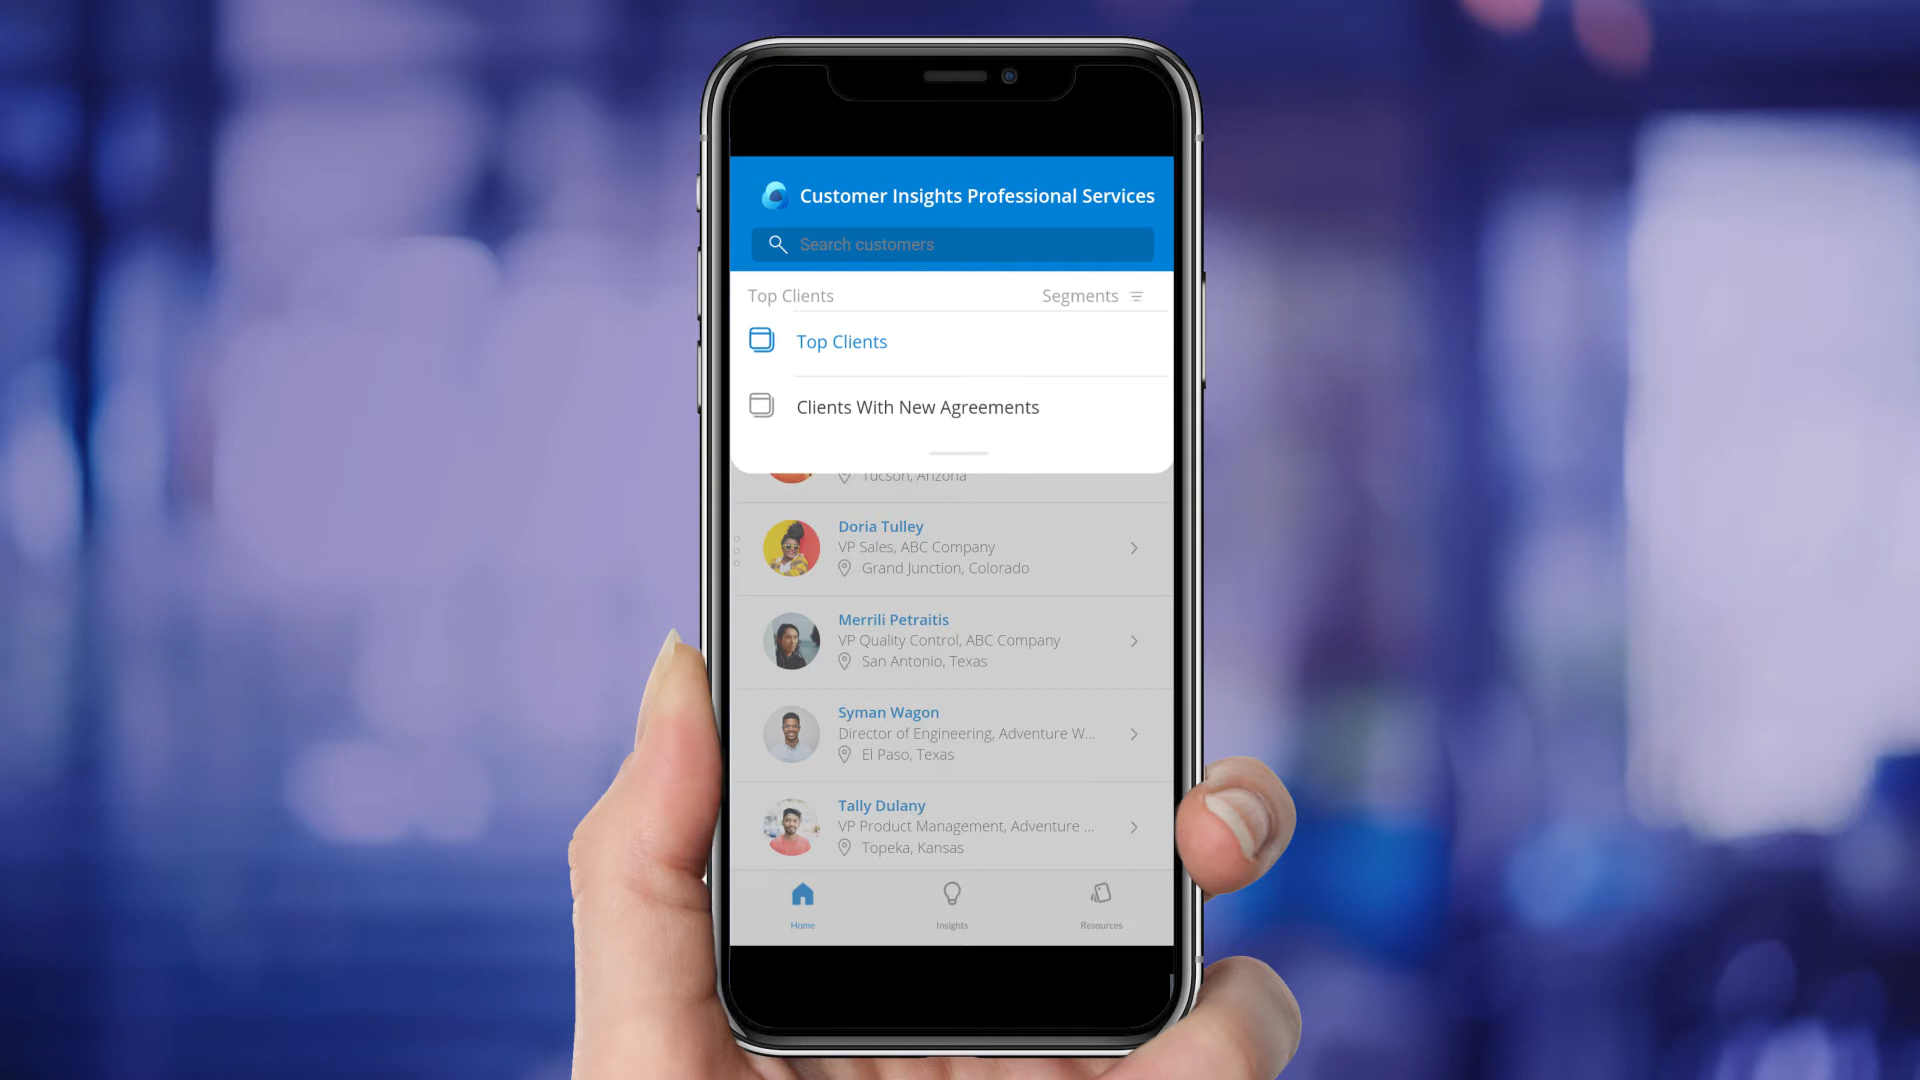 Customer Insights Professional Services
Search customers
Top Clients
Segments
Top Clients
Clients With New Agreements
Tucson, Arizona
Doria Tulley
VP Sales, ABC Company
Grand Junction, Colorado
Merrili Petraitis
VP Quality Control, ABC Company
San Antonio, Texas
Syman Wagon
Director of Engineering, Adventure W...
El Paso, Texas
Tally Dulany
VP Product Management, Adventure ...
Topeka, Kansas
Home
Insights
Resources